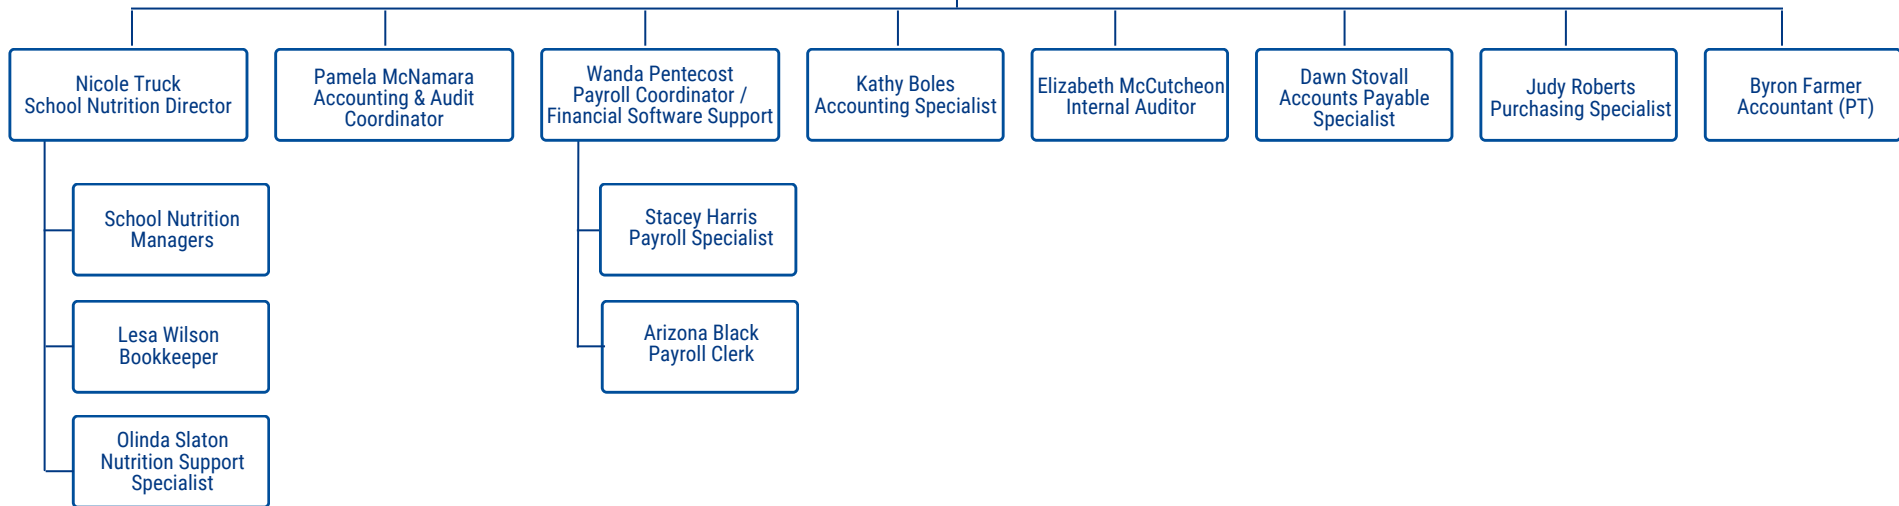 Nicole Truck
School Nutrition Director
Pamela McNamara
Accounting & Audit
Coordinator
Wanda Pentecost
Payroll Coordinator /
Financial Software Support
Kathy Boles
Accounting Specialist
Elizabeth McCutcheon
Internal Auditor
Dawn Stovall
Accounts Payable
Specialist
Judy Roberts
Purchasing Specialist
Byron Farmer
Accountant (PT)
School Nutrition
Managers
Stacey Harris
Payroll Specialist
Lesa Wilson
Bookkeeper
Arizona Black
Payroll Clerk
Olinda Slaton
Nutrition Support
Specialist